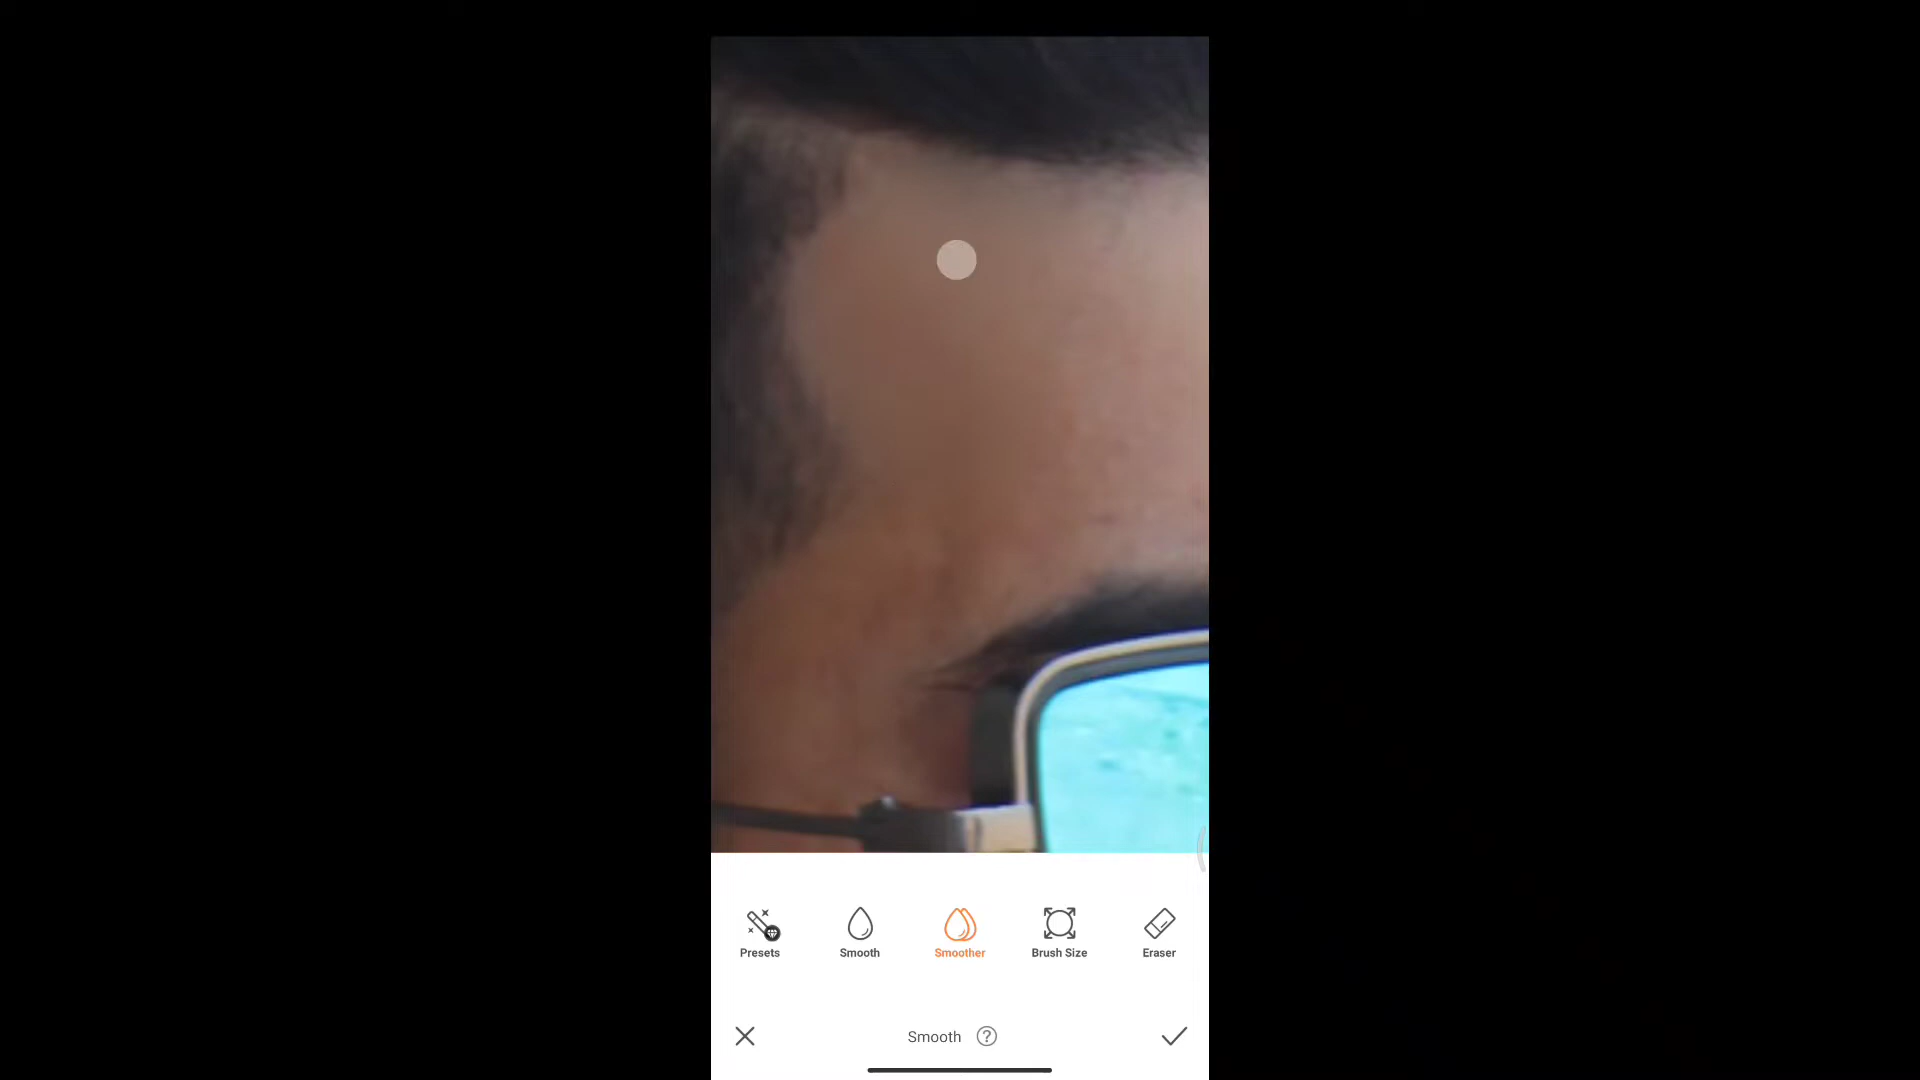 Presets
Smooth
Smoother
Brush Size
Eraser
Smooth ?